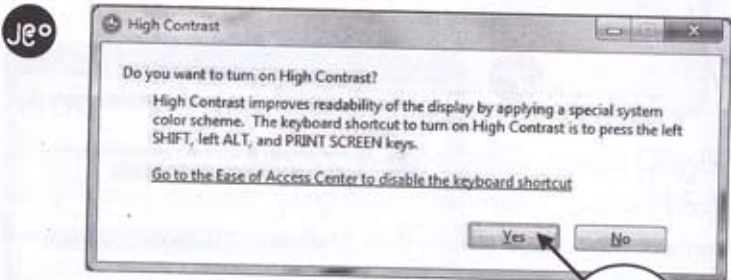 Jeo
High Contrast
Do you want to turn on High Contrast?
High Contrast improves readability of the display by applying a special system
color scheme. The keyboard shortcut to turn on High Contrast is to press the left
SHIFT, left ALT, and PRINT SCREEN keys.
Go to the Ease of Access Center to disable the keyboard shortcut
Yes
No